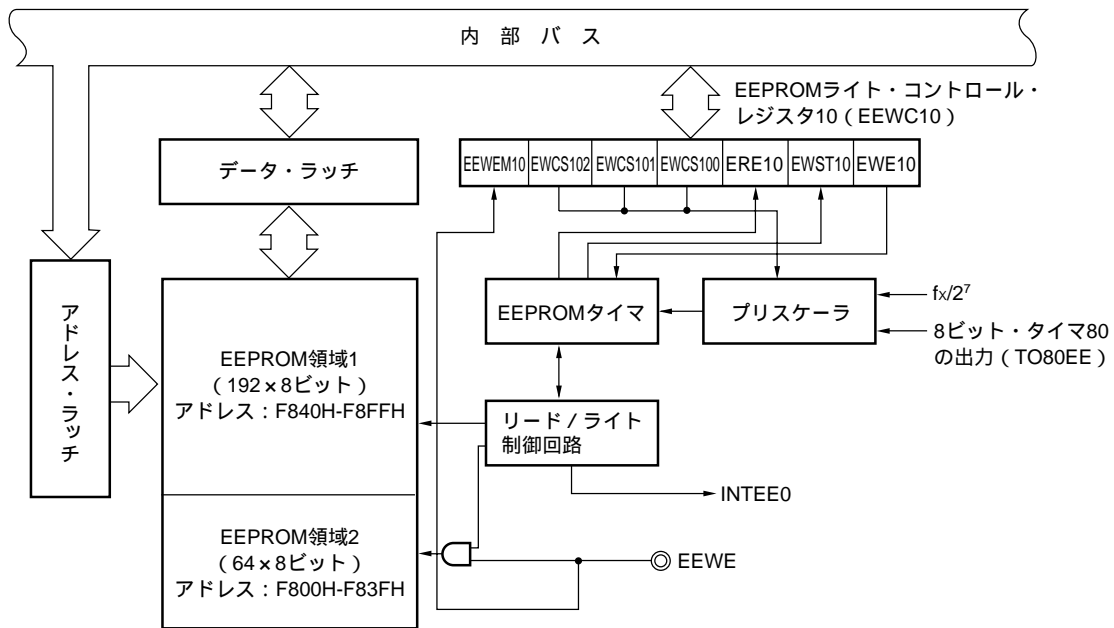 内 部 バ ス
EEPROMライト・コントロール・
レジスタ10（EEWC10）
データ・ラッチ
EEWEM10 EWCS102 EWCS101 EWCS100 ERE10 EWST10 EWE10
アドレス・ラッチ
EEPROMタイマ
プリスケーラ
fX/2⁷
8ビット・タイマ80
の出力（TO80EE）
EEPROM領域1
（192×8ビット）
アドレス：F840H-F8FFH
リード／ライト
制御回路
INTEE0
EEPROM領域2
（64×8ビット）
アドレス：F800H-F83FH
EEWE